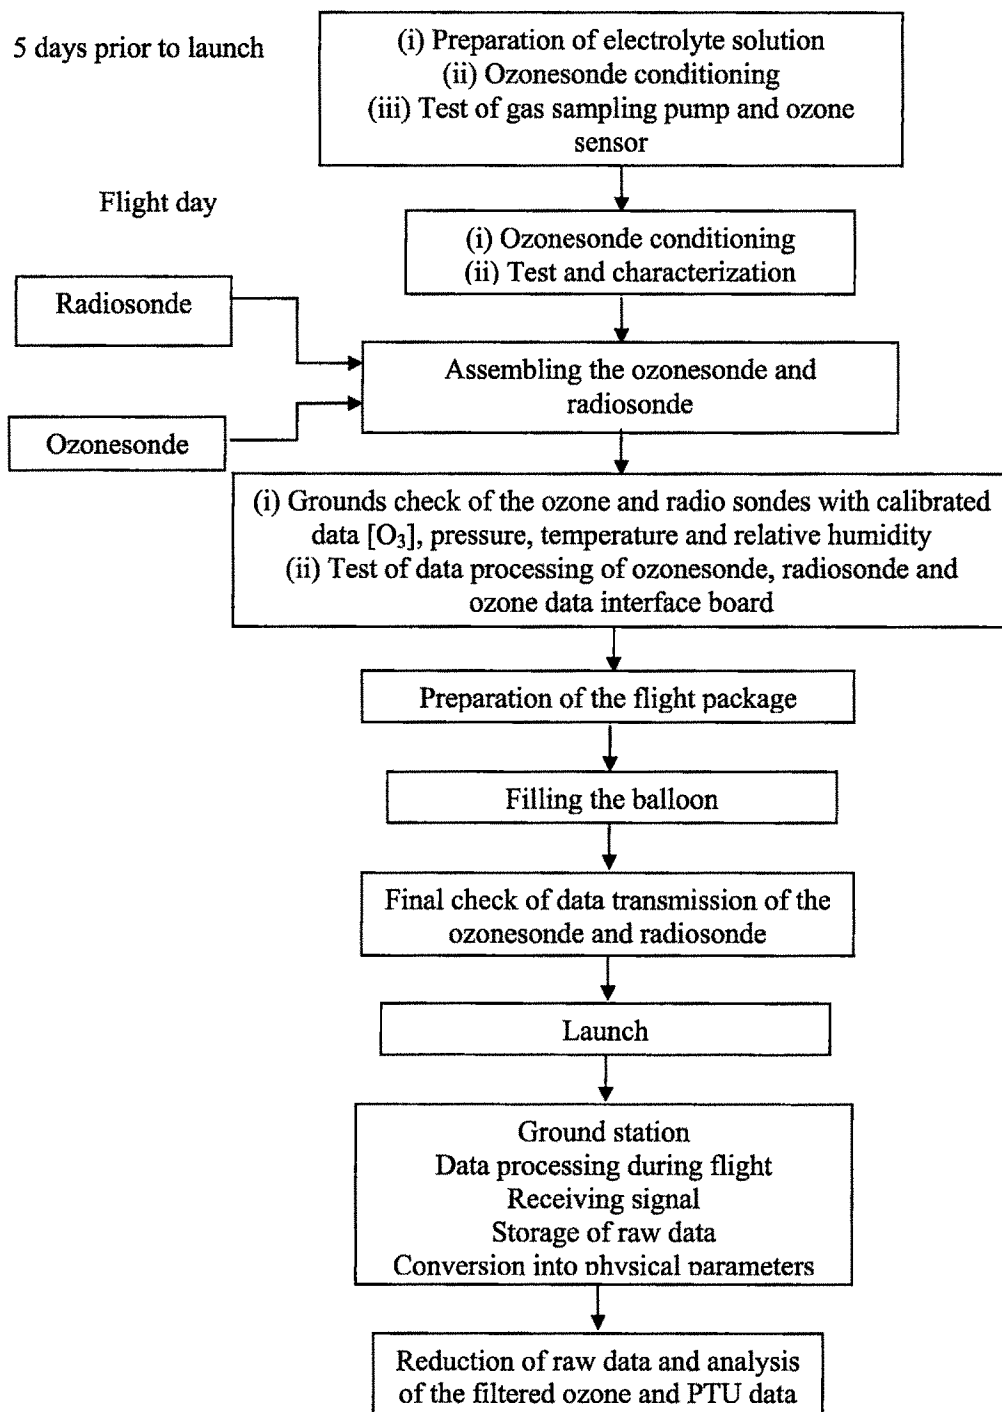 5 days prior to launch
(i) Preparation of electrolyte solution
(ii) Ozonesonde conditioning
(iii) Test of gas sampling pump and ozone
sensor
Flight day
(i) Ozonesonde conditioning
(ii) Test and characterization
Radiosonde
Assembling the ozonesonde and
radiosonde
Ozonesonde
(i) Grounds check of the ozone and radio sondes with calibrated
data [O₃], pressure, temperature and relative humidity
(ii) Test of data processing of ozonesonde, radiosonde and
ozone data interface board
Preparation of the flight package
Filling the balloon
Final check of data transmission of the
ozonesonde and radiosonde
Launch
Ground station
Data processing during flight
Receiving signal
Storage of raw data
Conversion into physical parameters
Reduction of raw data and analysis
of the filtered ozone and PTU data